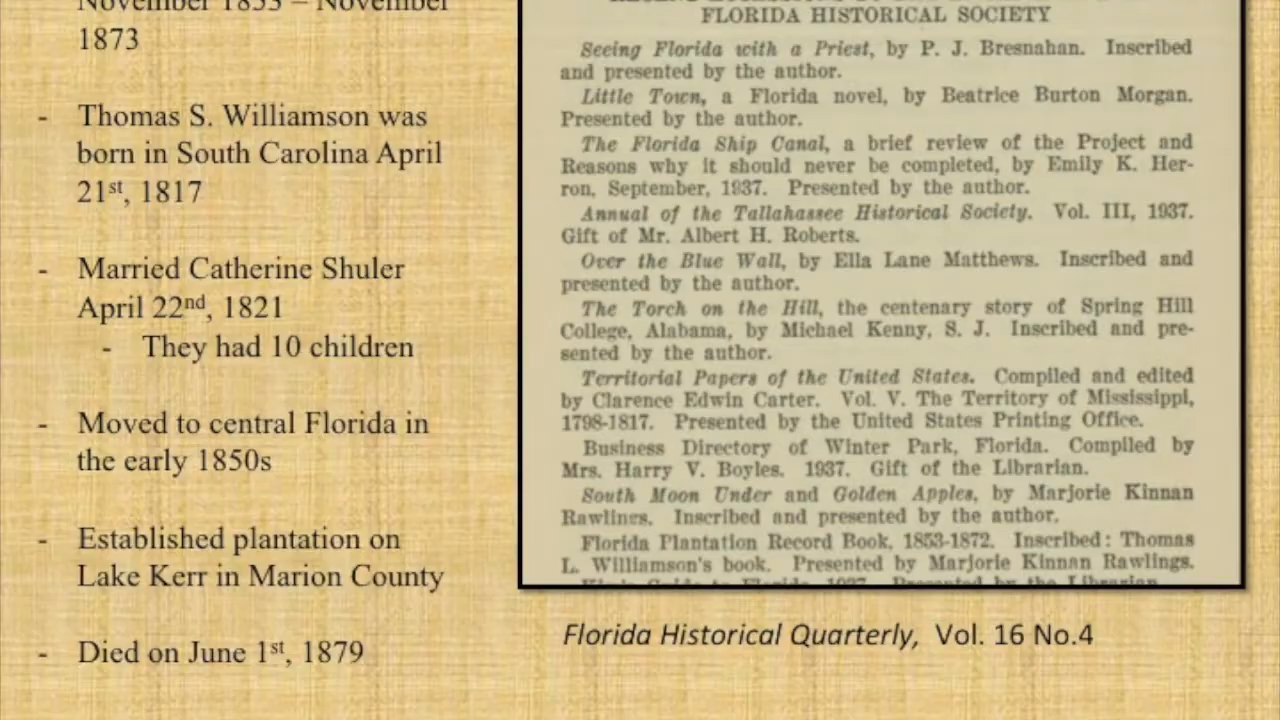 November 1853 – November
1873
- Thomas S. Williamson was
born in South Carolina April
21st, 1817
- Married Catherine Shuler
April 22nd, 1821
- They had 10 children
- Moved to central Florida in
the early 1850s
- Established plantation on
Lake Kerr in Marion County
- Died on June 1st, 1879
FLORIDA HISTORICAL SOCIETY
Seeing Florida with a Priest, by P. J. Bresnahan. Inscribed
and presented by the author.
Little Town, a Florida novel, by Beatrice Burton Morgan.
Presented by the author.
The Florida Ship Canal, a brief review of the Project and
Reasons why it should never be completed, by Emily K. Her-
ron, September, 1937. Presented by the author.
Annual of the Tallahassee Historical Society. Vol. III, 1937.
Gift of Mr. Albert H. Roberts.
Over the Blue Wall, by Ella Lane Matthews. Inscribed and
presented by the author.
The Torch on the Hill, the centenary story of Spring Hill
College, Alabama, by Michael Kenny, S. J. Inscribed and pre-
sented by the author.
Territorial Papers of the United States. Compiled and edited
by Clarence Edwin Carter. Vol. V. The Territory of Mississippi,
1798-1817. Presented by the United States Printing Office.
Business Directory of Winter Park, Florida. Compiled by
Mrs. Harry V. Boyles. 1937. Gift of the Librarian.
South Moon Under and Golden Apples, by Marjorie Kinnan
Rawlings. Inscribed and presented by the author.
Florida Plantation Record Book, 1853-1872. Inscribed: Thomas
L. Williamson's book. Presented by Marjorie Kinnan Rawlings.
Guide to Florida, 1927. Presented by the Librarian
Florida Historical Quarterly, Vol. 16 No.4